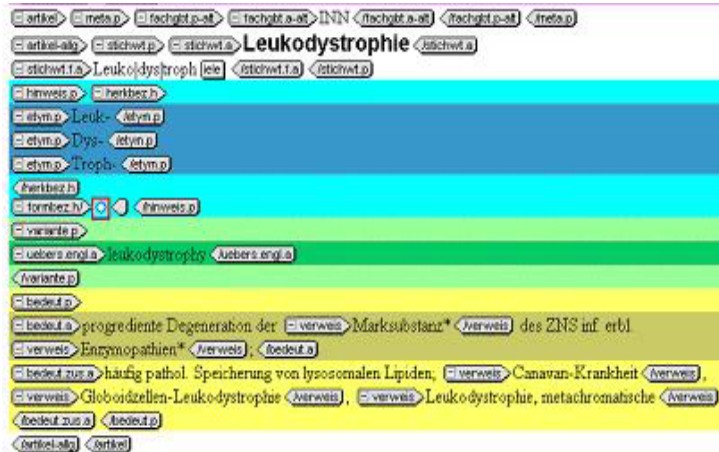 artikel meta.p fachgbt.p-alt fachgbt.a-alt INN /fachgbt.a-alt /fachgbt.p-alt /meta.p
artikel-allg stichwt.p stichwt.a Leukodystrophie /stichwt.a
stichwt.f.a Leuko|dys|troph ieie /stichwt.f.a /stichwt.p
hinweis.p herkbez.h
etym.p Leuk- /etym.p
etym.p Dys- /etym.p
etym.p Troph- /etym.p
/herkbez.h
formbez.h/ /hinweis.p
variante.p
uebers.engl.a leukodystrophy /uebers.engl.a
/variante.p
bedeut.p
bedeut.a progrediente Degeneration der verweis Marksubstanz* /verweis des ZNS inf. erbl.
verweis Enzymopathien* /verweis ; /bedeut.a
bedeut.zus.a häufig pathol. Speicherung von lysosomalen Lipiden; verweis Canavan-Krankheit /verweis ,
verweis Globoidzellen-Leukodystrophie /verweis , verweis Leukodystrophie, metachromatische /verweis
/bedeut.zus.a /bedeut.p
/artikel-allg /artikel